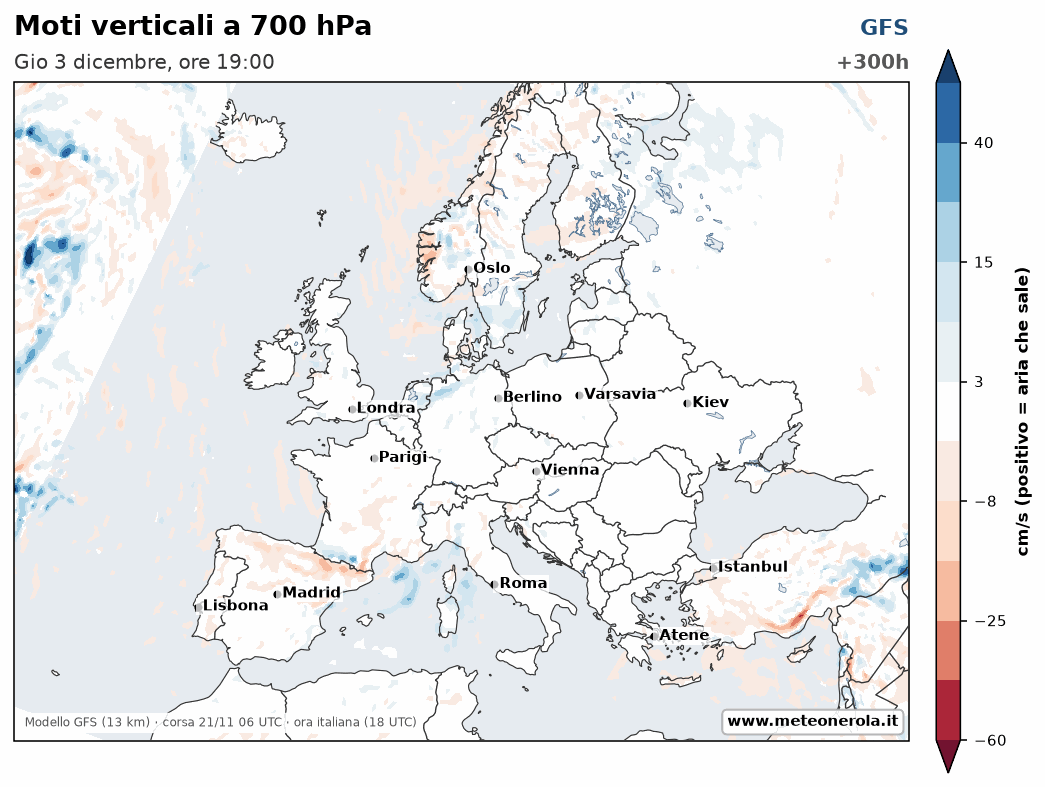 Moti verticali a 700 hPa
GFS
Gio 3 dicembre, ore 19:00
+300h
40
15
3
−8
−25
−60
cm/s (positivo = aria che sale)
Oslo
Berlino
Varsavia
Kiev
Londra
Parigi
Vienna
Istanbul
Roma
Madrid
Lisbona
Atene
Modello GFS (13 km) · corsa 21/11 06 UTC · ora italiana (18 UTC)
www.meteonerola.it